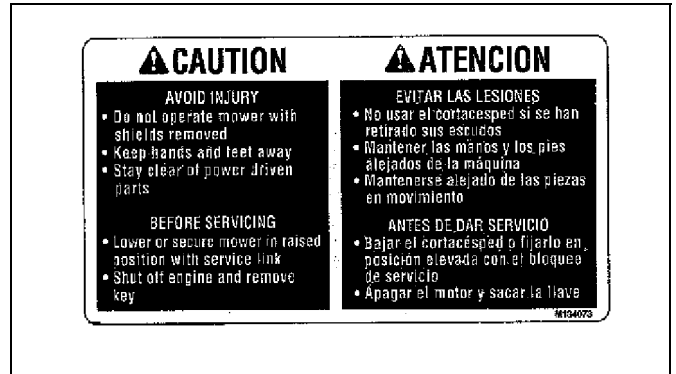 CAUTION
AVOID INJURY
• Do not operate mower with
shields removed
• Keep hands and feet away
• Stay clear of power driven
parts
BEFORE SERVICING
• Lower or secure mower in raised
position with service link
• Shut off engine and remove
key
ATENCION
EVITAR LAS LESIONES
• No usar el cortacesped si se han
retirado sus escudos
• Mantener las manos y los pies
alejados de la máquina
• Mantenerse alejado de las piezas
en movimiento
ANTES DE DAR SERVICIO
• Bajar el cortacésped o fijarlo en
posición elevada con el bloqueo
de servicio
• Apagar el motor y sacar la llave
M134073